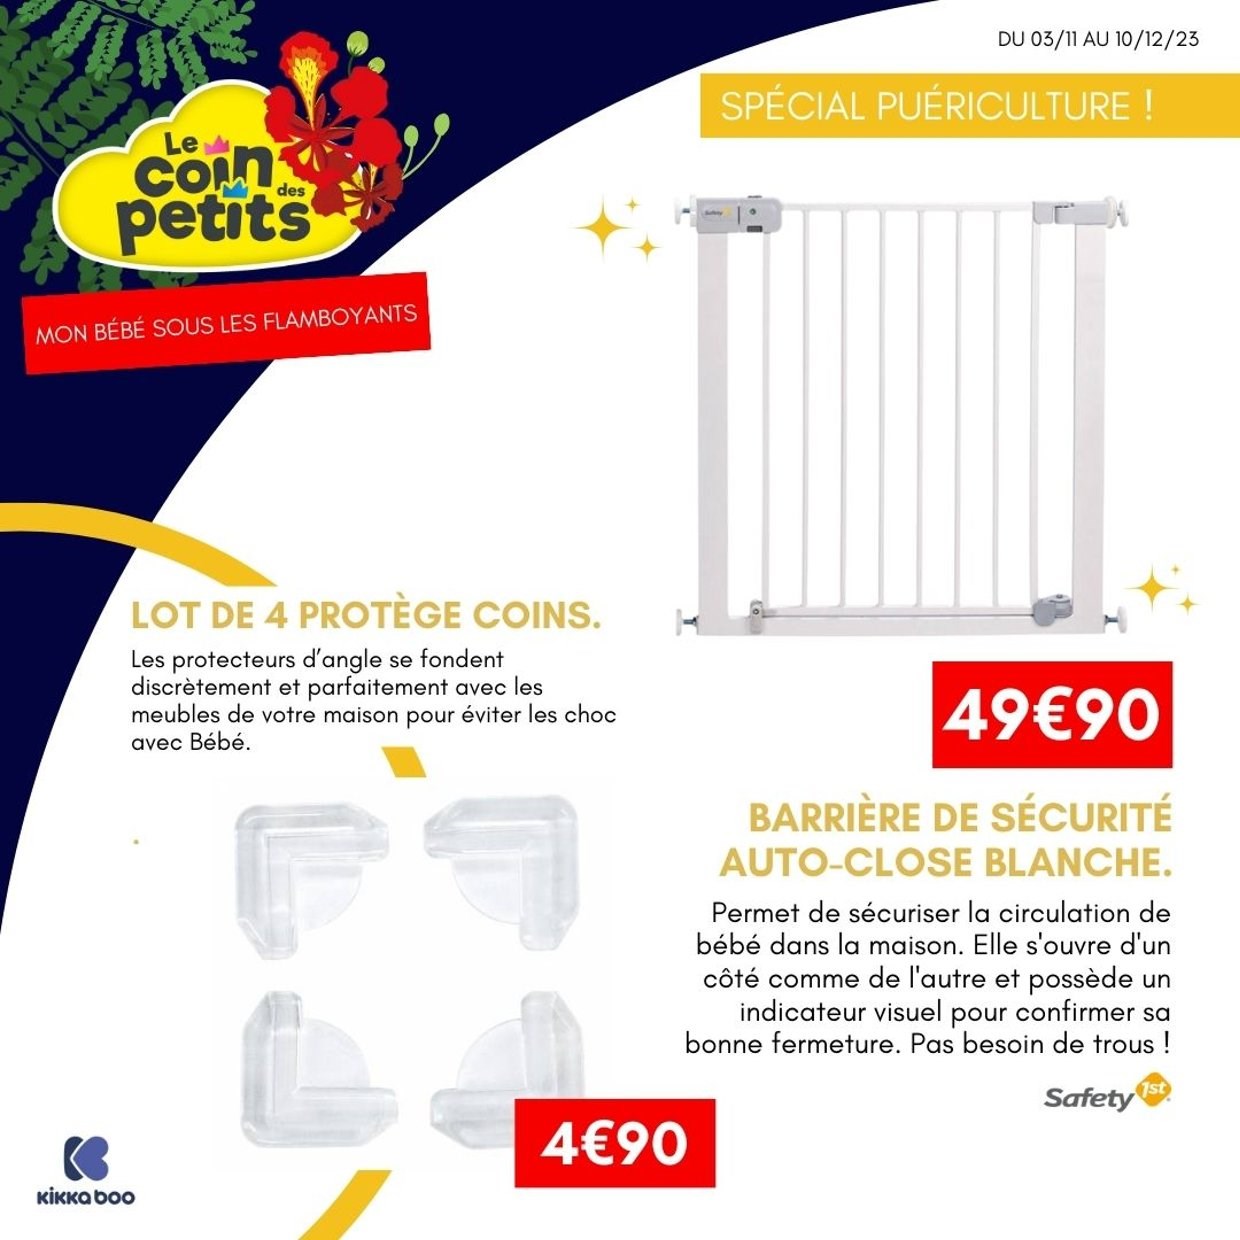 DU 03/11 AU 10/12/23
SPÉCIAL PUÉRICULTURE !
Le
coin
des
petits
MON BÉBÉ SOUS LES FLAMBOYANTS
Safety
LOT DE 4 PROTÈGE COINS.
Les protecteurs d’angle se fondent
discrètement et parfaitement avec les
meubles de votre maison pour éviter les choc
avec Bébé.
4€90
kikka boo
49€90
BARRIÈRE DE SÉCURITÉ
AUTO-CLOSE BLANCHE.
Permet de sécuriser la circulation de
bébé dans la maison. Elle s'ouvre d'un
côté comme de l'autre et possède un
indicateur visuel pour confirmer sa
bonne fermeture. Pas besoin de trous !
Safety 1st